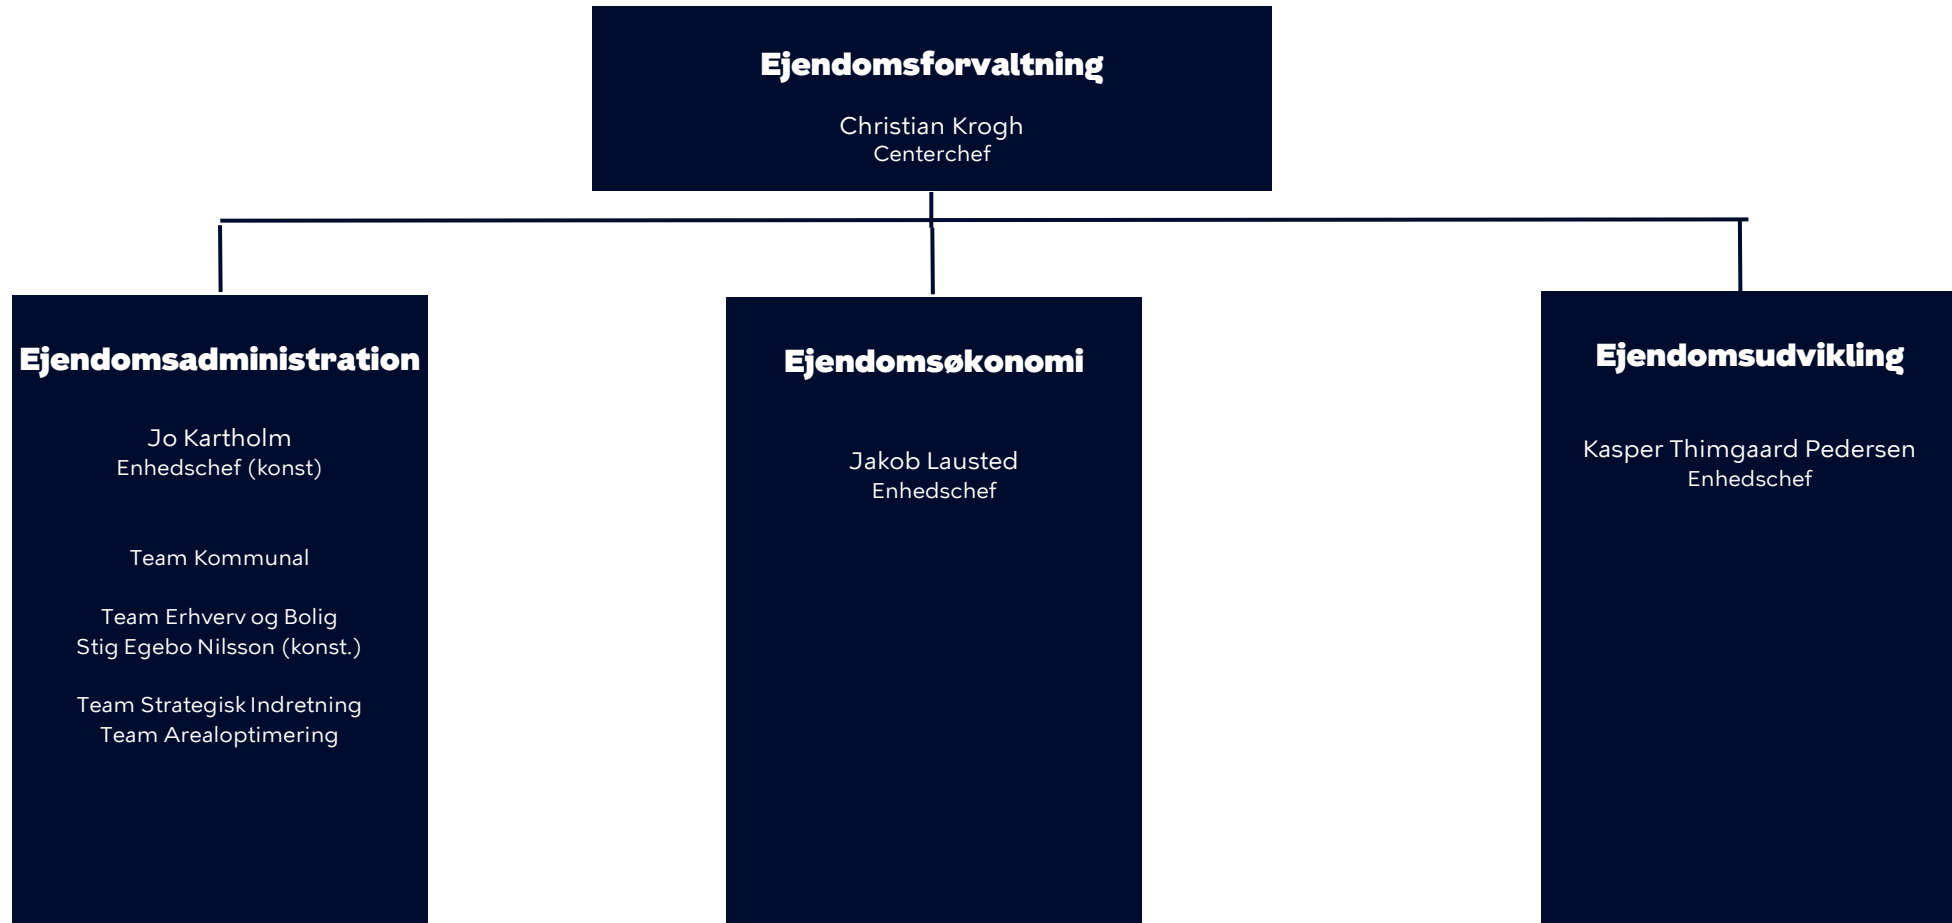 Ejendomsforvaltning
Christian Krogh
Centerchef
Ejendomsadministration
Jo Kartholm
Enhedschef (konst)
Team Kommunal
Team Erhverv og Bolig
Stig Egebo Nilsson (konst.)
Team Strategisk Indretning
Team Arealoptimering
Ejendomsøkonomi
Jakob Lausted
Enhedschef
Ejendomsudvikling
Kasper Thimgaard Pedersen
Enhedschef